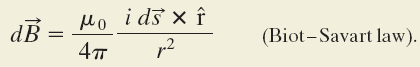 dB⃗ = μ₀/4π i ds⃗ × r̂/r² (Biot–Savart law).